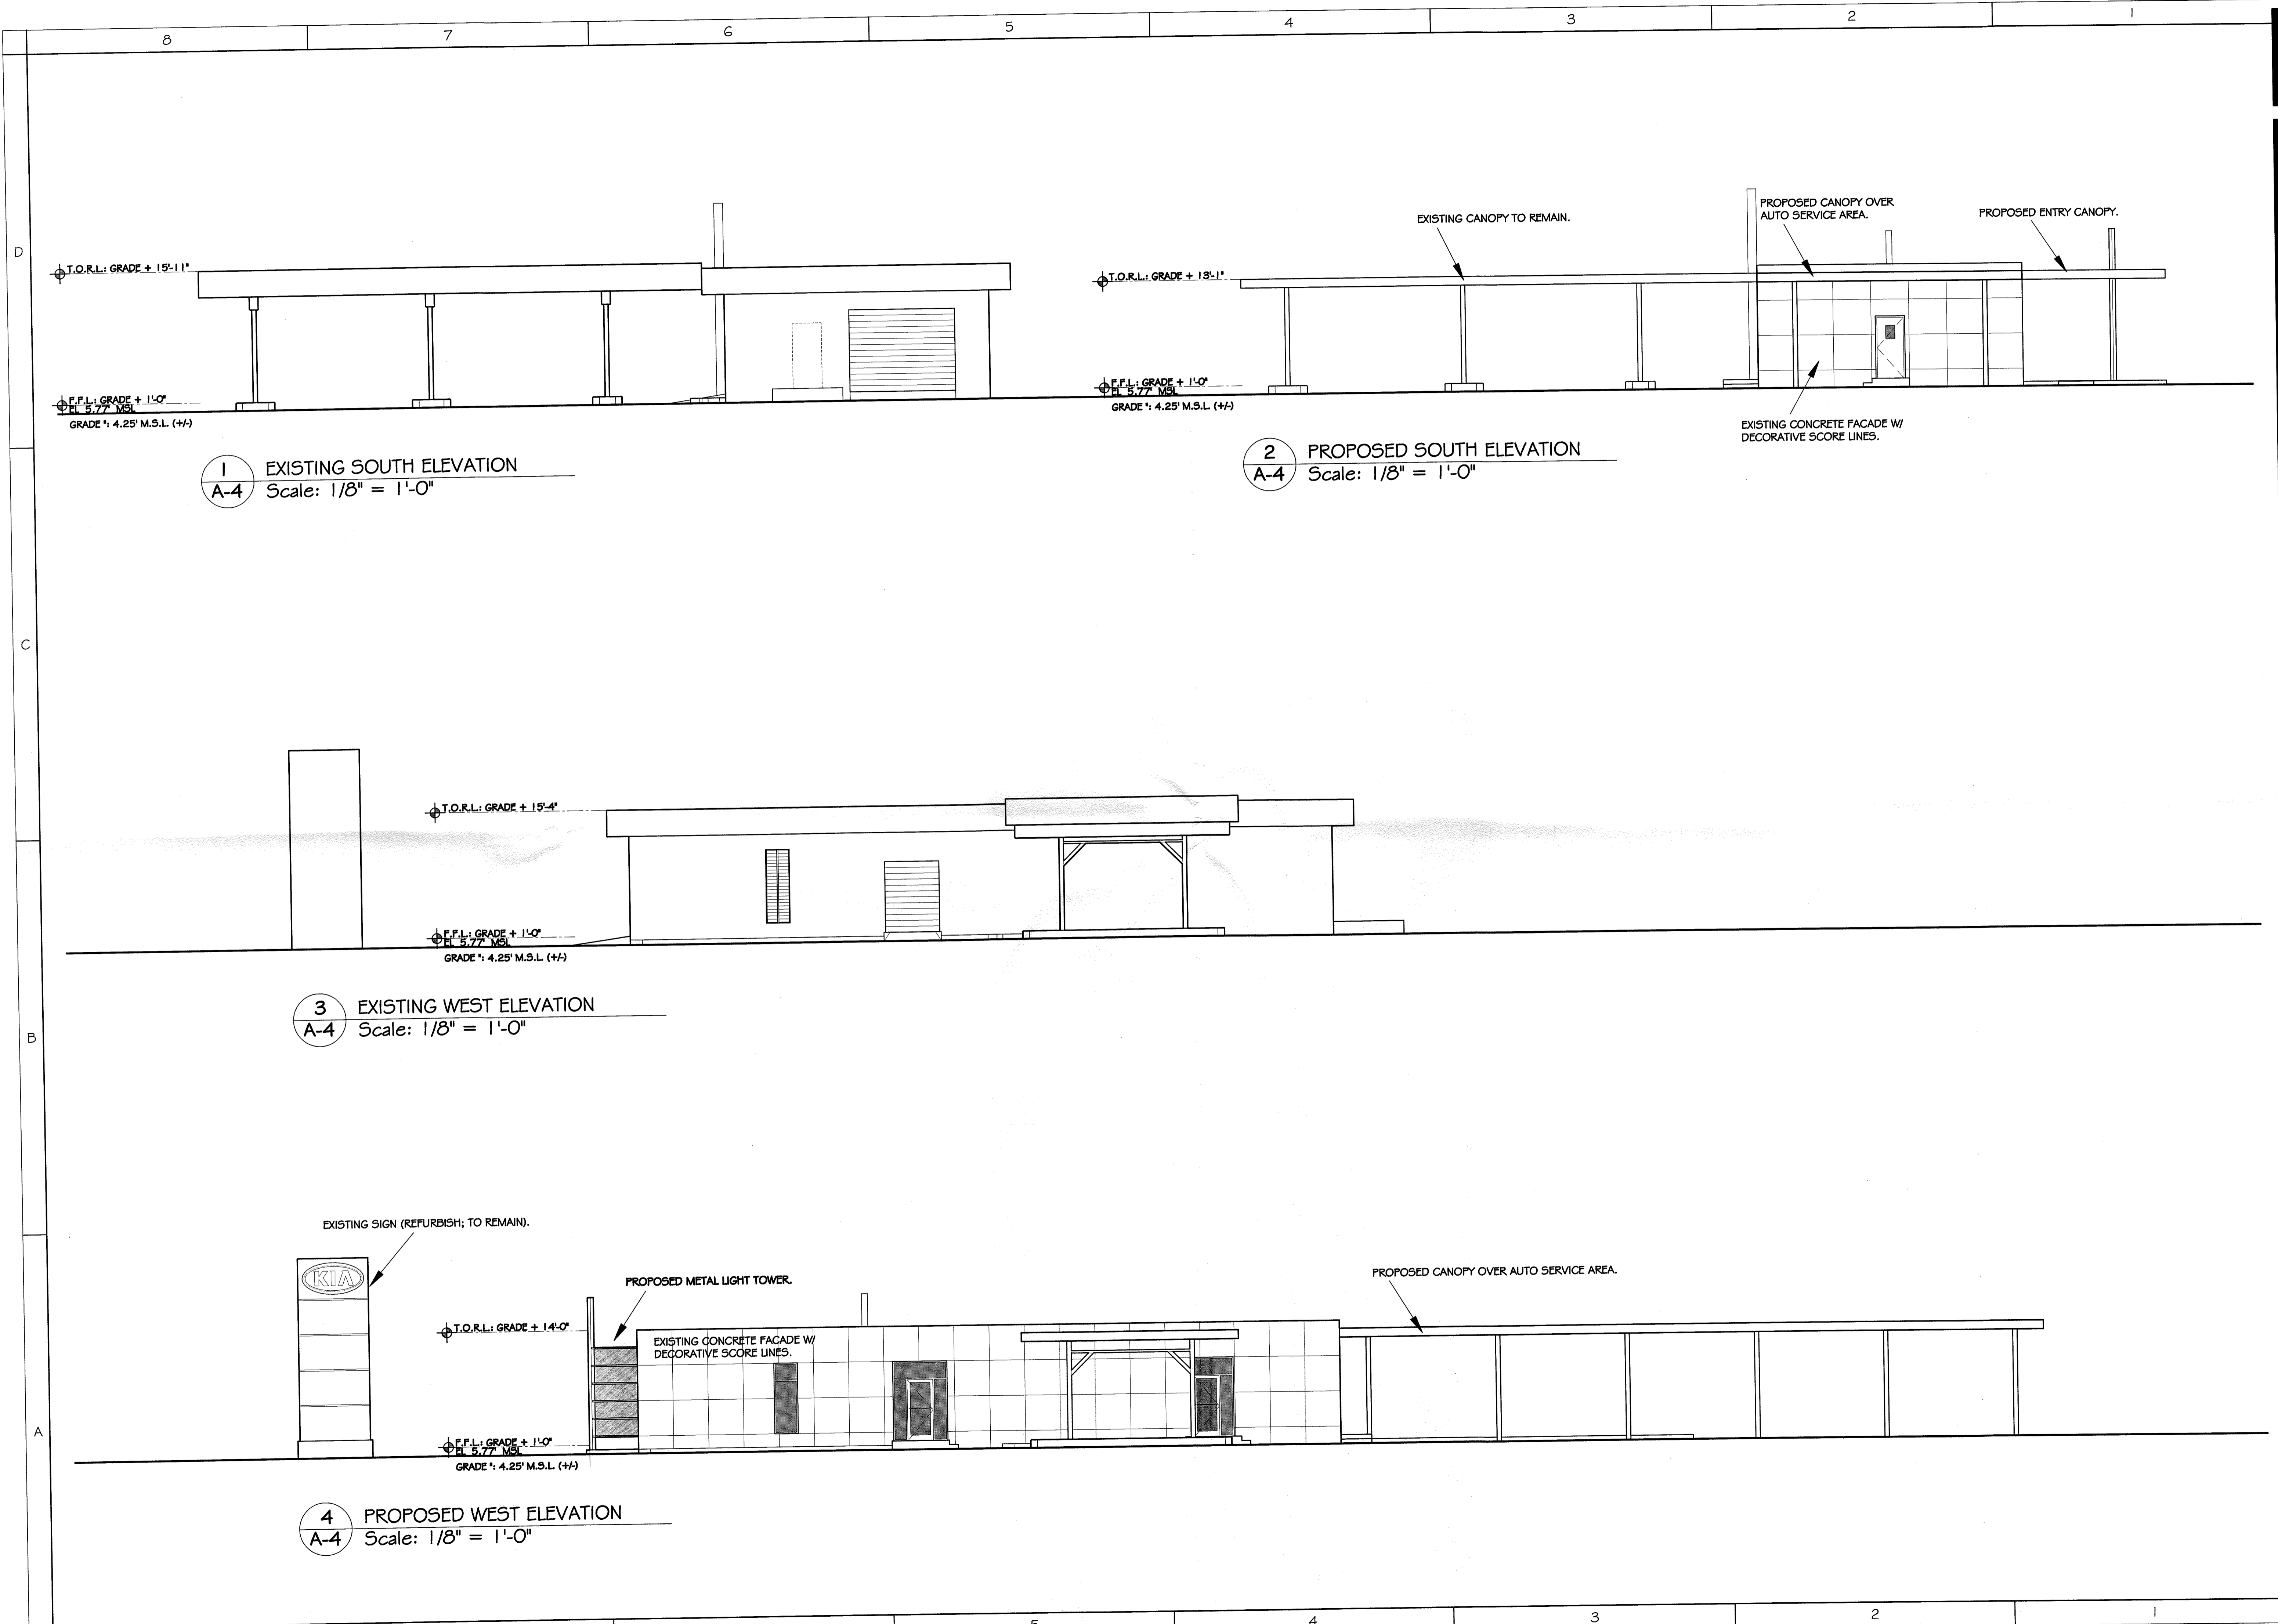 8 7 6 5 4 3 2 1
D
C
B
A
T.O.R.L.: GRADE + 15'-11"
F.F.L.: GRADE + 1'-0"
EL 5.77' MSL
GRADE *: 4.25' M.S.L. (+/-)
1
A-4
EXISTING SOUTH ELEVATION
Scale: 1/8" = 1'-0"
EXISTING CANOPY TO REMAIN.
PROPOSED CANOPY OVER
AUTO SERVICE AREA.
PROPOSED ENTRY CANOPY.
T.O.R.L.: GRADE + 13'-1"
F.F.L.: GRADE + 1'-0"
EL 5.77' MSL
GRADE *: 4.25' M.S.L. (+/-)
EXISTING CONCRETE FACADE W/
DECORATIVE SCORE LINES.
2
A-4
PROPOSED SOUTH ELEVATION
Scale: 1/8" = 1'-0"
T.O.R.L.: GRADE + 15'-4"
F.F.L.: GRADE + 1'-0"
EL 5.77' MSL
GRADE *: 4.25' M.S.L. (+/-)
3
A-4
EXISTING WEST ELEVATION
Scale: 1/8" = 1'-0"
EXISTING SIGN (REFURBISH; TO REMAIN).
KIA
PROPOSED METAL LIGHT TOWER.
PROPOSED CANOPY OVER AUTO SERVICE AREA.
T.O.R.L.: GRADE + 14'-0"
EXISTING CONCRETE FACADE W/
DECORATIVE SCORE LINES.
F.F.L.: GRADE + 1'-0"
EL 5.77' MSL
GRADE *: 4.25' M.S.L. (+/-)
4
A-4
PROPOSED WEST ELEVATION
Scale: 1/8" = 1'-0"
5 4 3 2 1